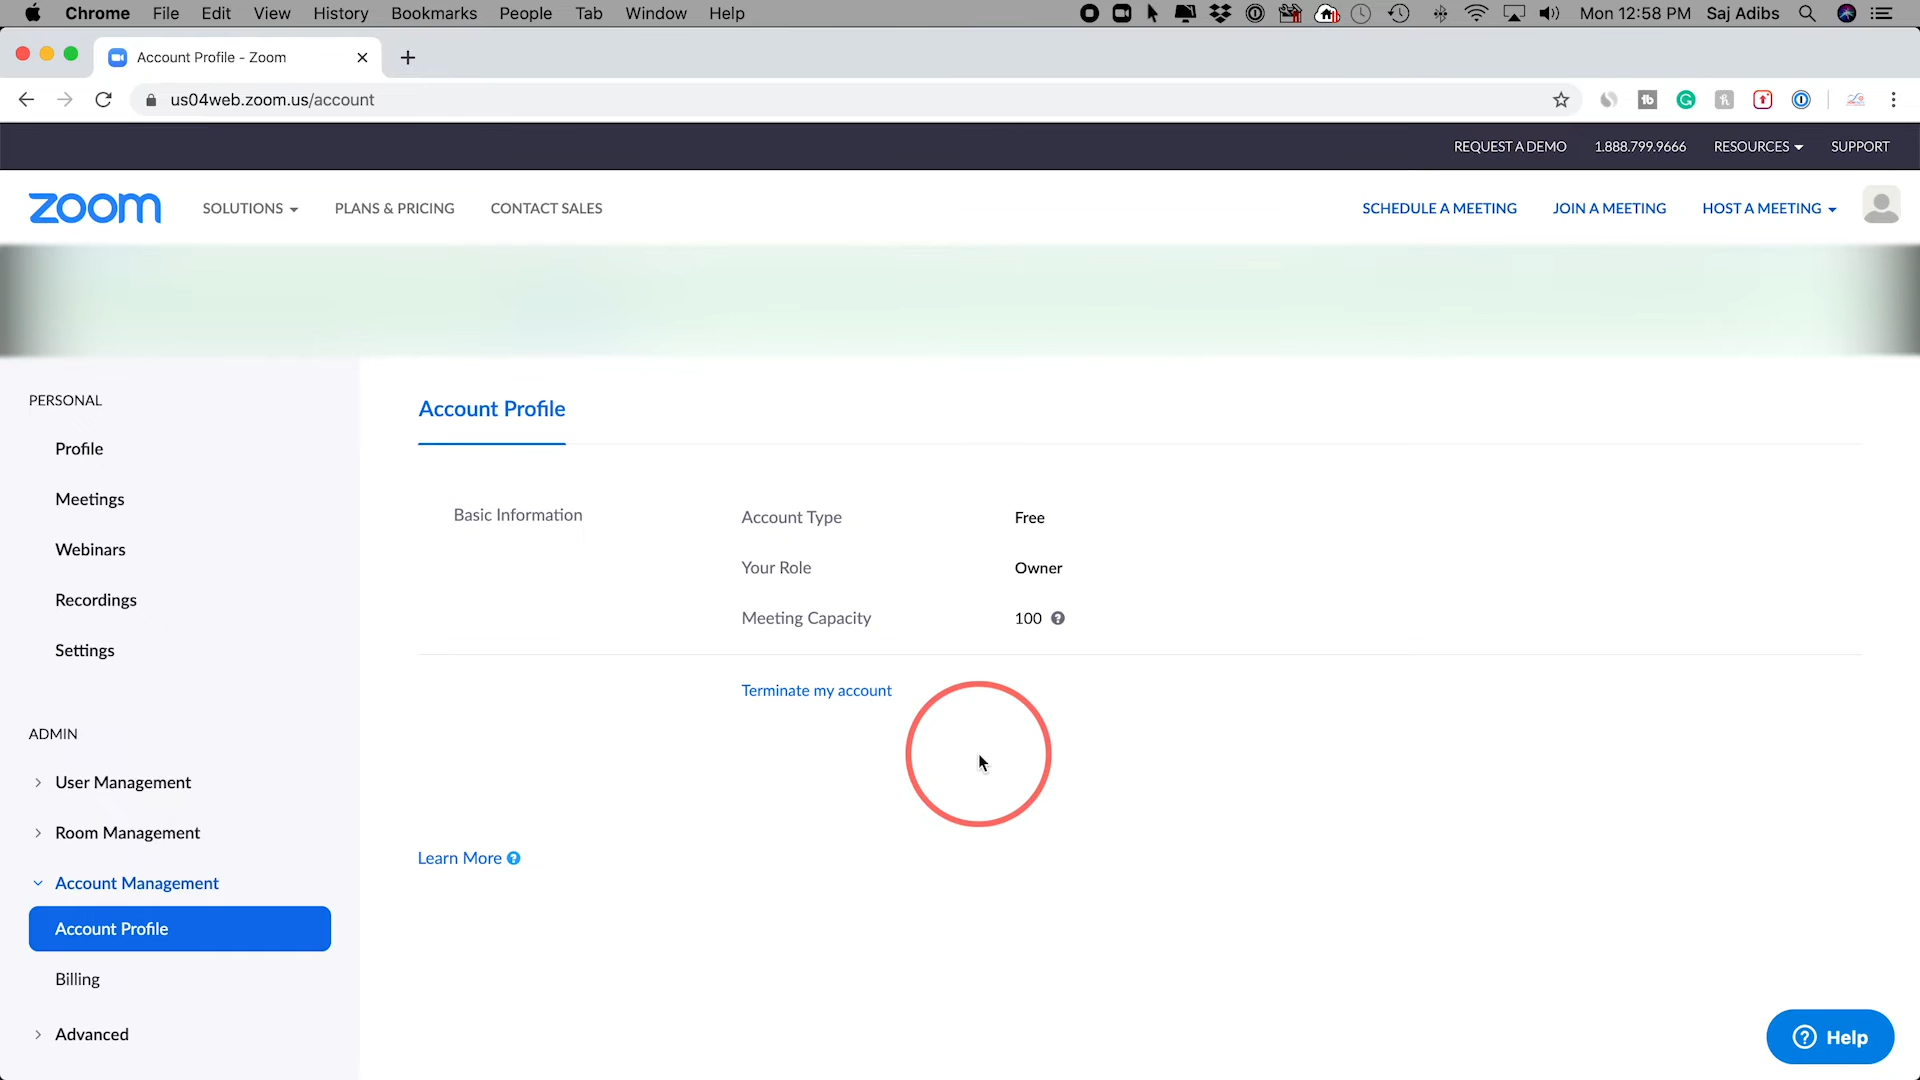 Chrome File Edit View History Bookmarks People Tab Window Help Mon 12:58 PM Saj Adibs
Account Profile - Zoom
us04web.zoom.us/account
REQUEST A DEMO 1.888.799.9666 RESOURCES SUPPORT
zoom SOLUTIONS PLANS & PRICING CONTACT SALES SCHEDULE A MEETING JOIN A MEETING HOST A MEETING
PERSONAL
Profile
Meetings
Webinars
Recordings
Settings
ADMIN
User Management
Room Management
Account Management
Account Profile
Billing
Advanced
Account Profile
Basic Information
Account Type Free
Your Role Owner
Meeting Capacity 100
Terminate my account
Learn More
Help